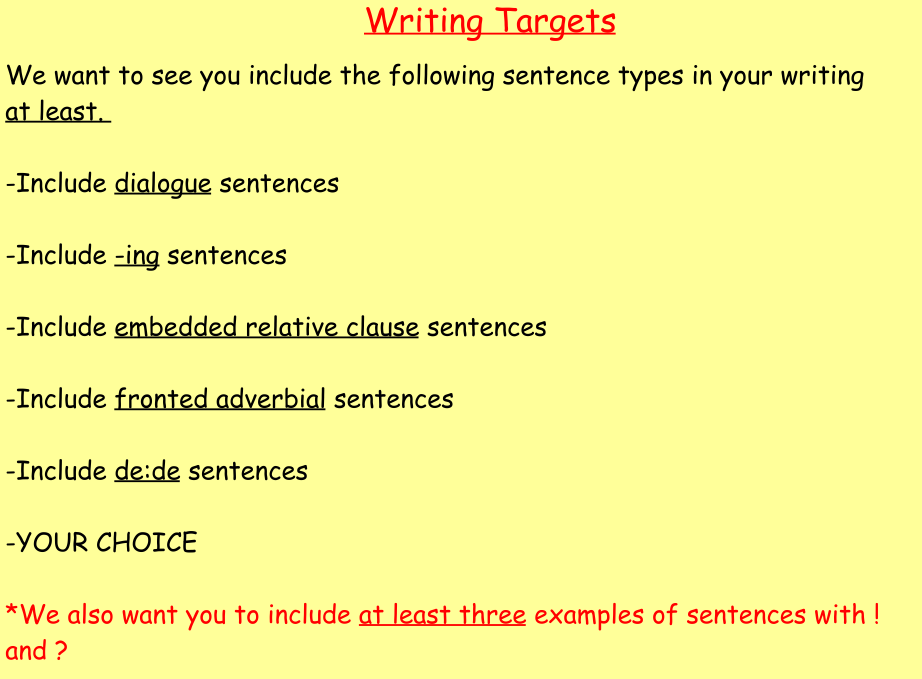 Writing Targets
We want to see you include the following sentence types in your writing
at least.
-Include dialogue sentences
-Include -ing sentences
-Include embedded relative clause sentences
-Include fronted adverbial sentences
-Include de:de sentences
-YOUR CHOICE
*We also want you to include at least three examples of sentences with !
and ?